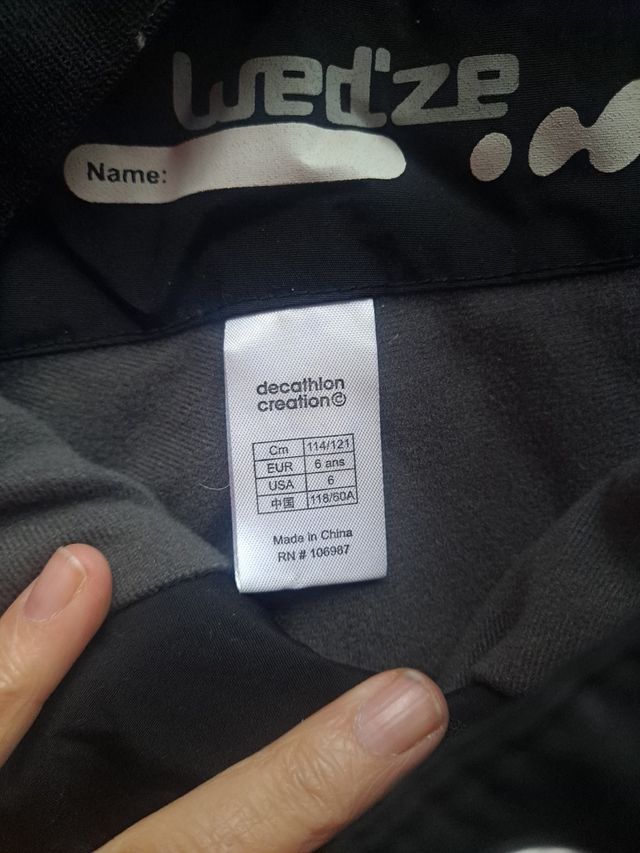 wed'ze
Name:
decathlon
creation©
Cm 114/121
EUR 6 ans
USA 6
中国 118/60A
Made in China
RN # 106987